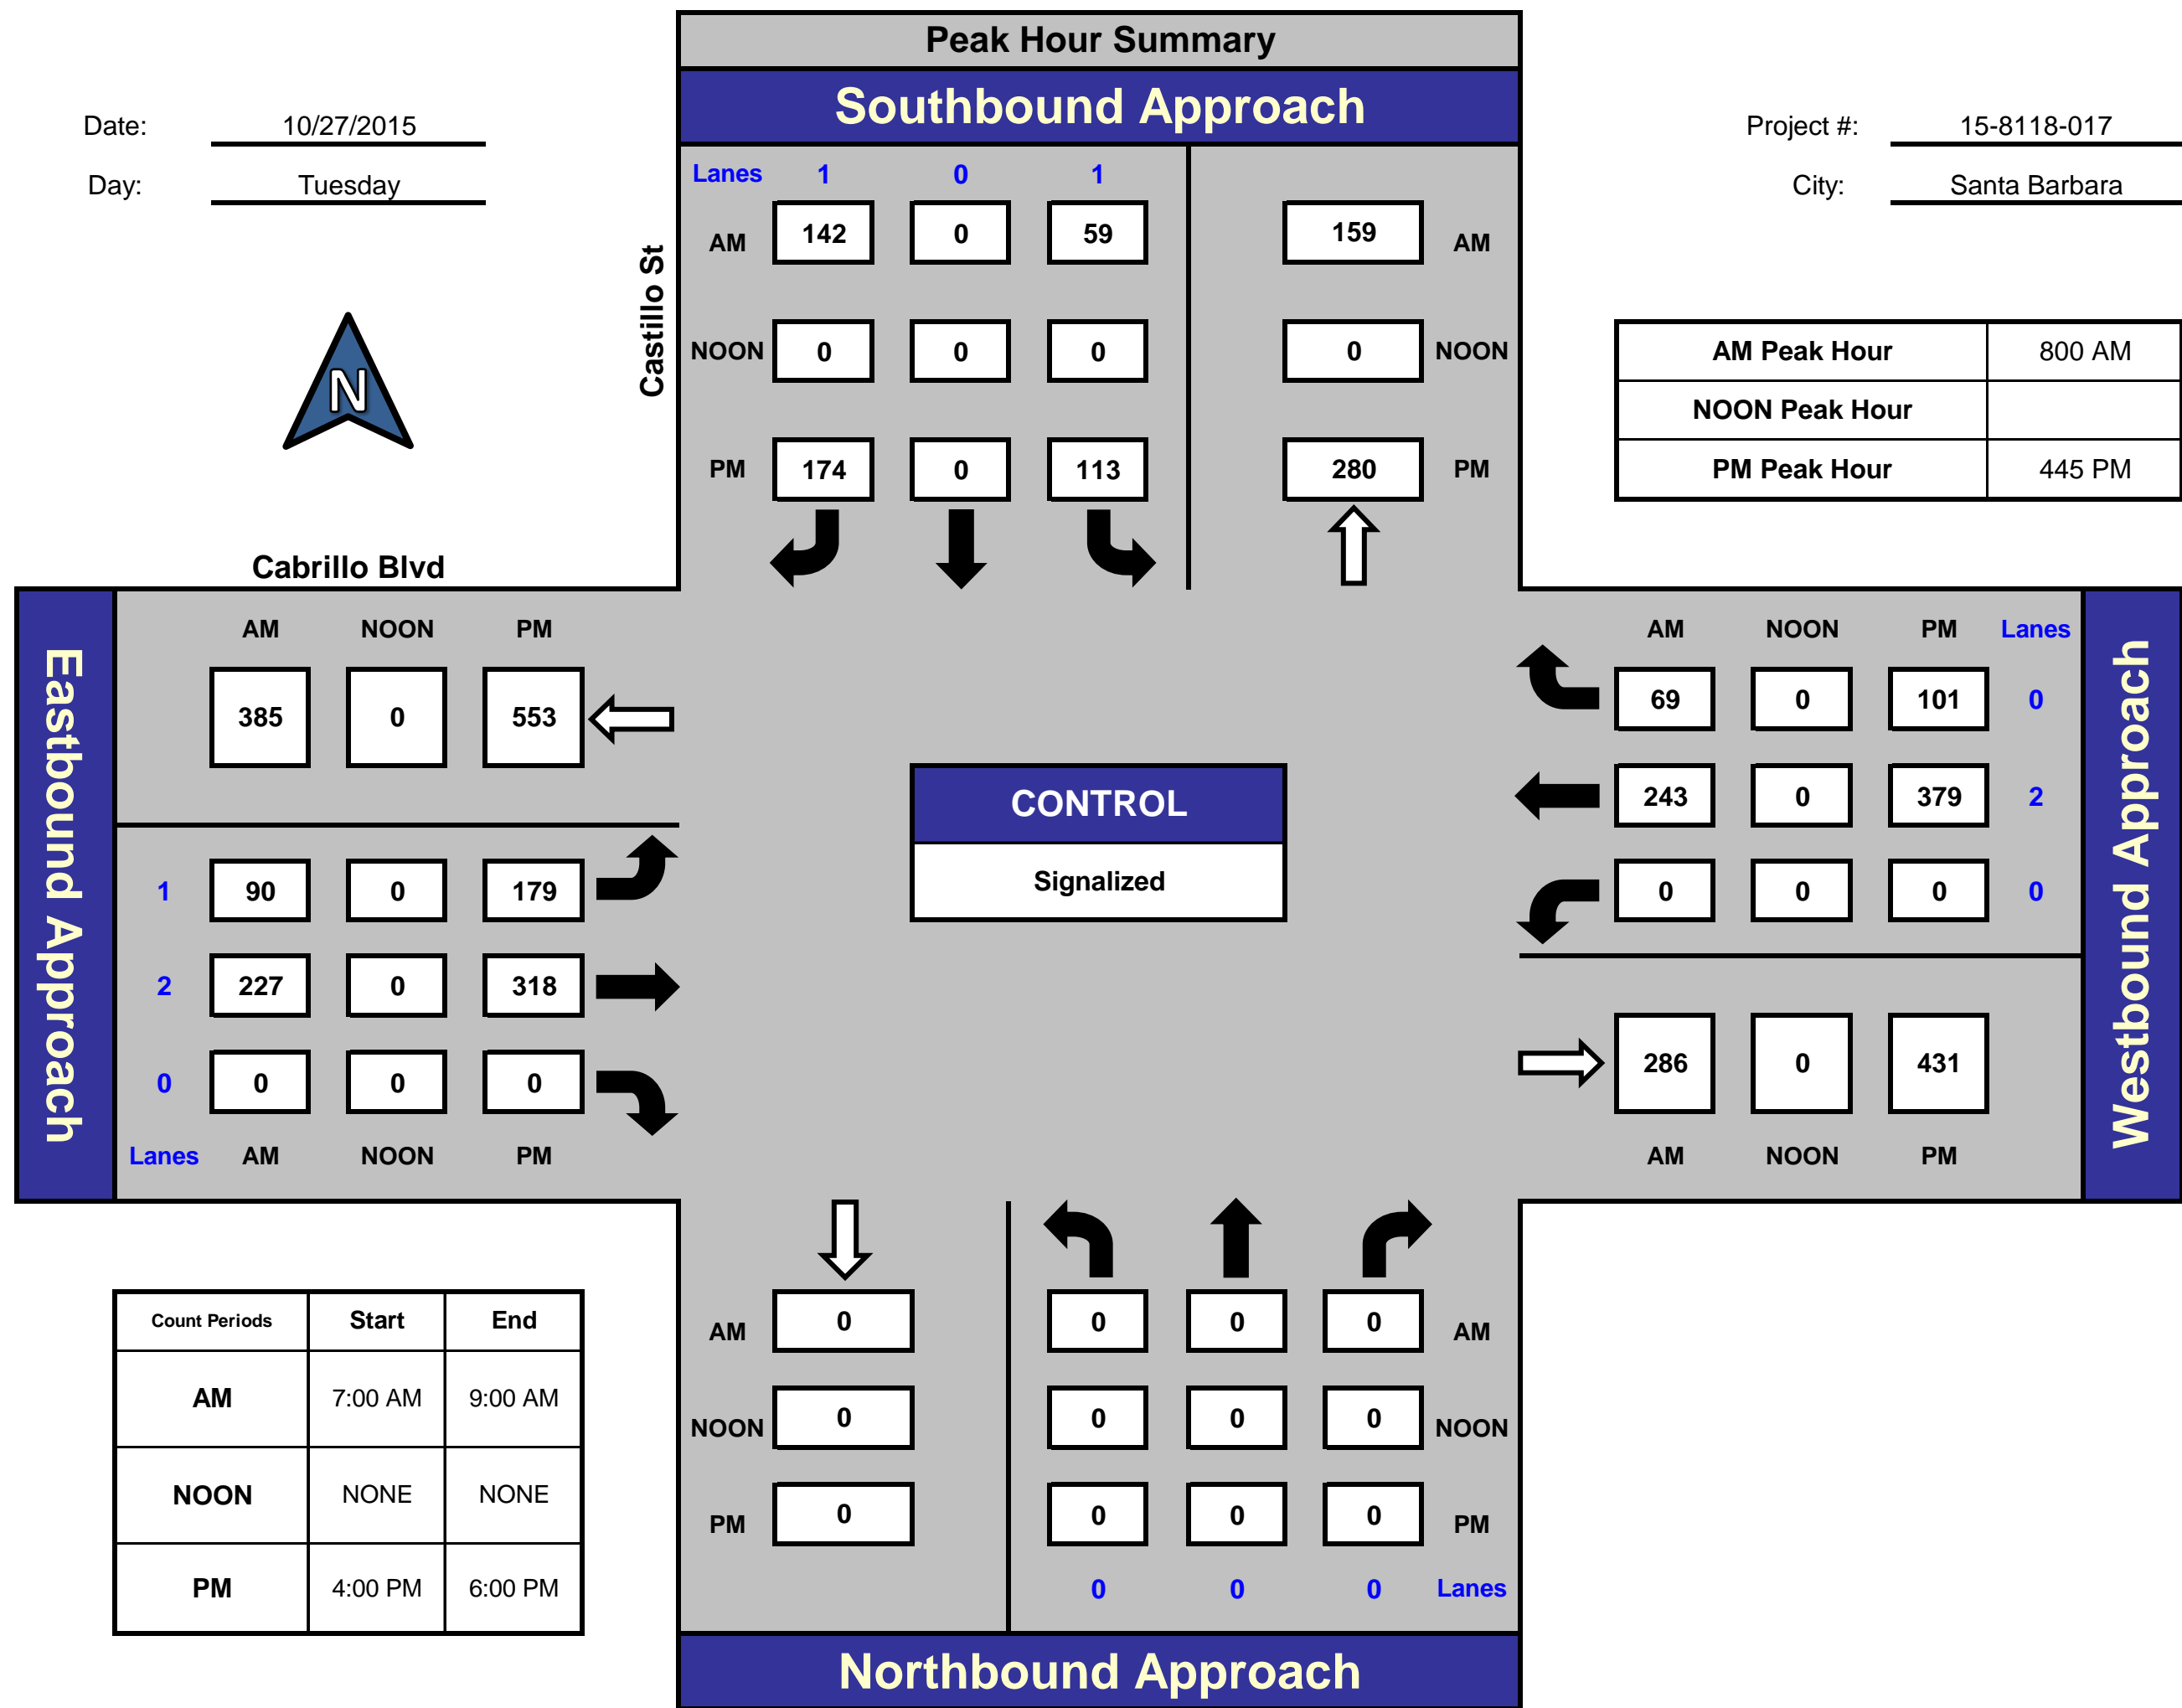 Peak Hour Summary
Southbound Approach
Date: 10/27/2015
Project #: 15-8118-017
Day: Tuesday
City: Santa Barbara
Lanes 1 0 1
AM 142 0 59 159 AM
Castillo St
NOON 0 0 0 0 NOON
PM 174 0 113 280 PM
N
AM Peak Hour 800 AM
NOON Peak Hour
PM Peak Hour 445 PM
Cabrillo Blvd
Eastbound Approach
AM NOON PM
385 0 553
1 90 0 179
2 227 0 318
0 0 0 0
Lanes AM NOON PM
CONTROL
Signalized
AM NOON PM Lanes
69 0 101 0
243 0 379 2
0 0 0 0
286 0 431
AM NOON PM
Westbound Approach
Count Periods Start End
AM 7:00 AM 9:00 AM
NOON NONE NONE
PM 4:00 PM 6:00 PM
AM 0 0 0 0 AM
NOON 0 0 0 0 NOON
PM 0 0 0 0 PM
0 0 0 Lanes
Northbound Approach